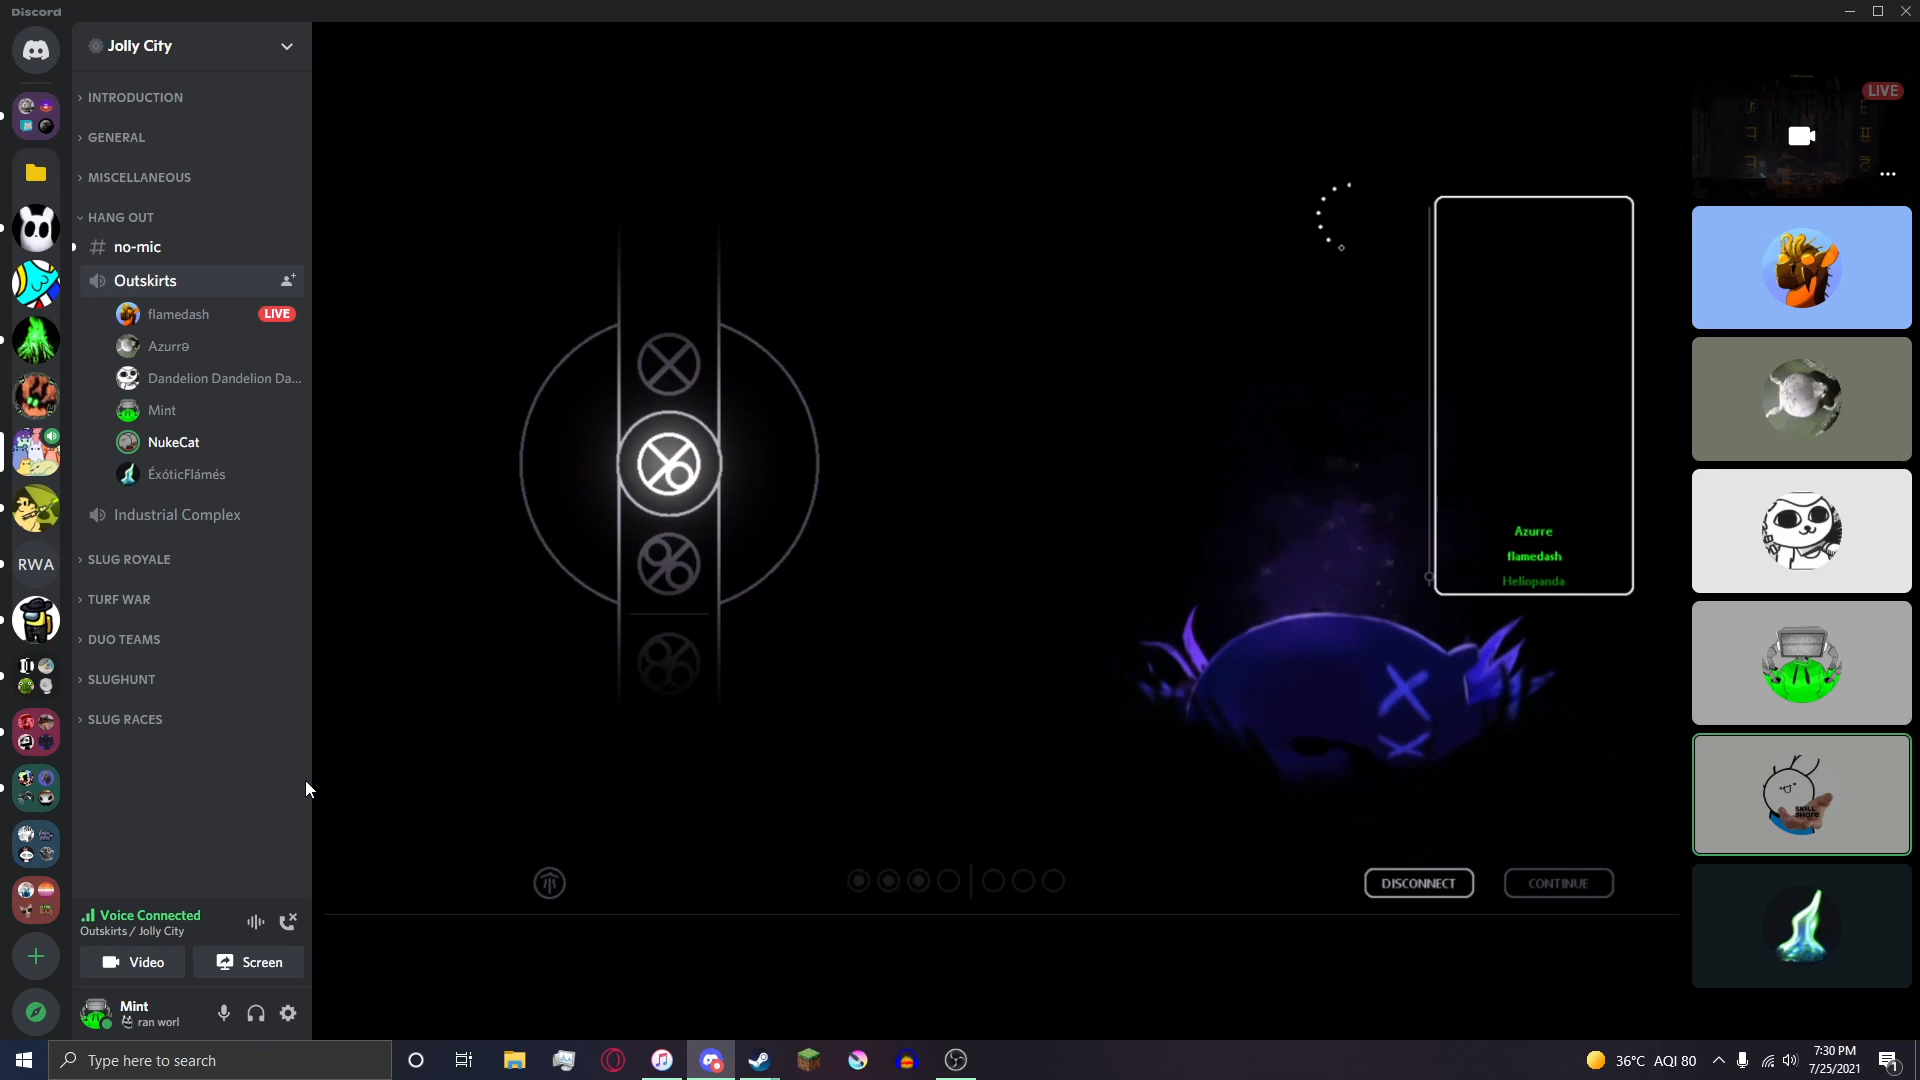 Discord
Jolly City
INTRODUCTION
GENERAL
MISCELLANEOUS
HANG OUT
no-mic
Outskirts
flamedash LIVE
Azurrə
Dandelion Dandelion Da...
Mint
NukeCat
ÉxóticFlámés
Industrial Complex
RWA
SLUG ROYALE
TURF WAR
DUO TEAMS
SLUGHUNT
SLUG RACES
Voice Connected
Outskirts / Jolly City
Video Screen
Mint
ran worl
Azurre
flamedash
Heliopanda
DISCONNECT CONTINUE
LIVE
SKILL
SHARE
Type here to search
36°C AQI 80
7:30 PM
7/25/2021
1